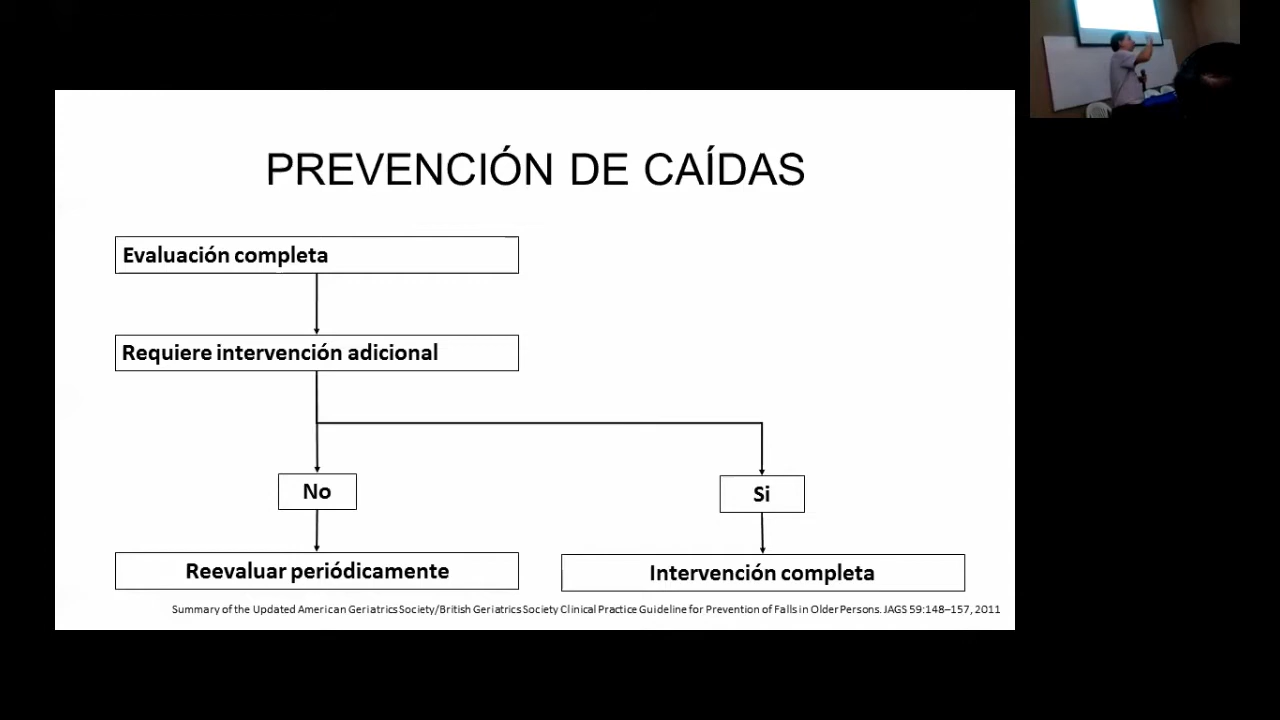 PREVENCIÓN DE CAÍDAS
Evaluación completa
Requiere intervención adicional
No
Si
Reevaluar periódicamente
Intervención completa
Summary of the Updated American Geriatrics Society/British Geriatrics Society Clinical Practice Guideline for Prevention of Falls in Older Persons. JAGS 59:148–157, 2011